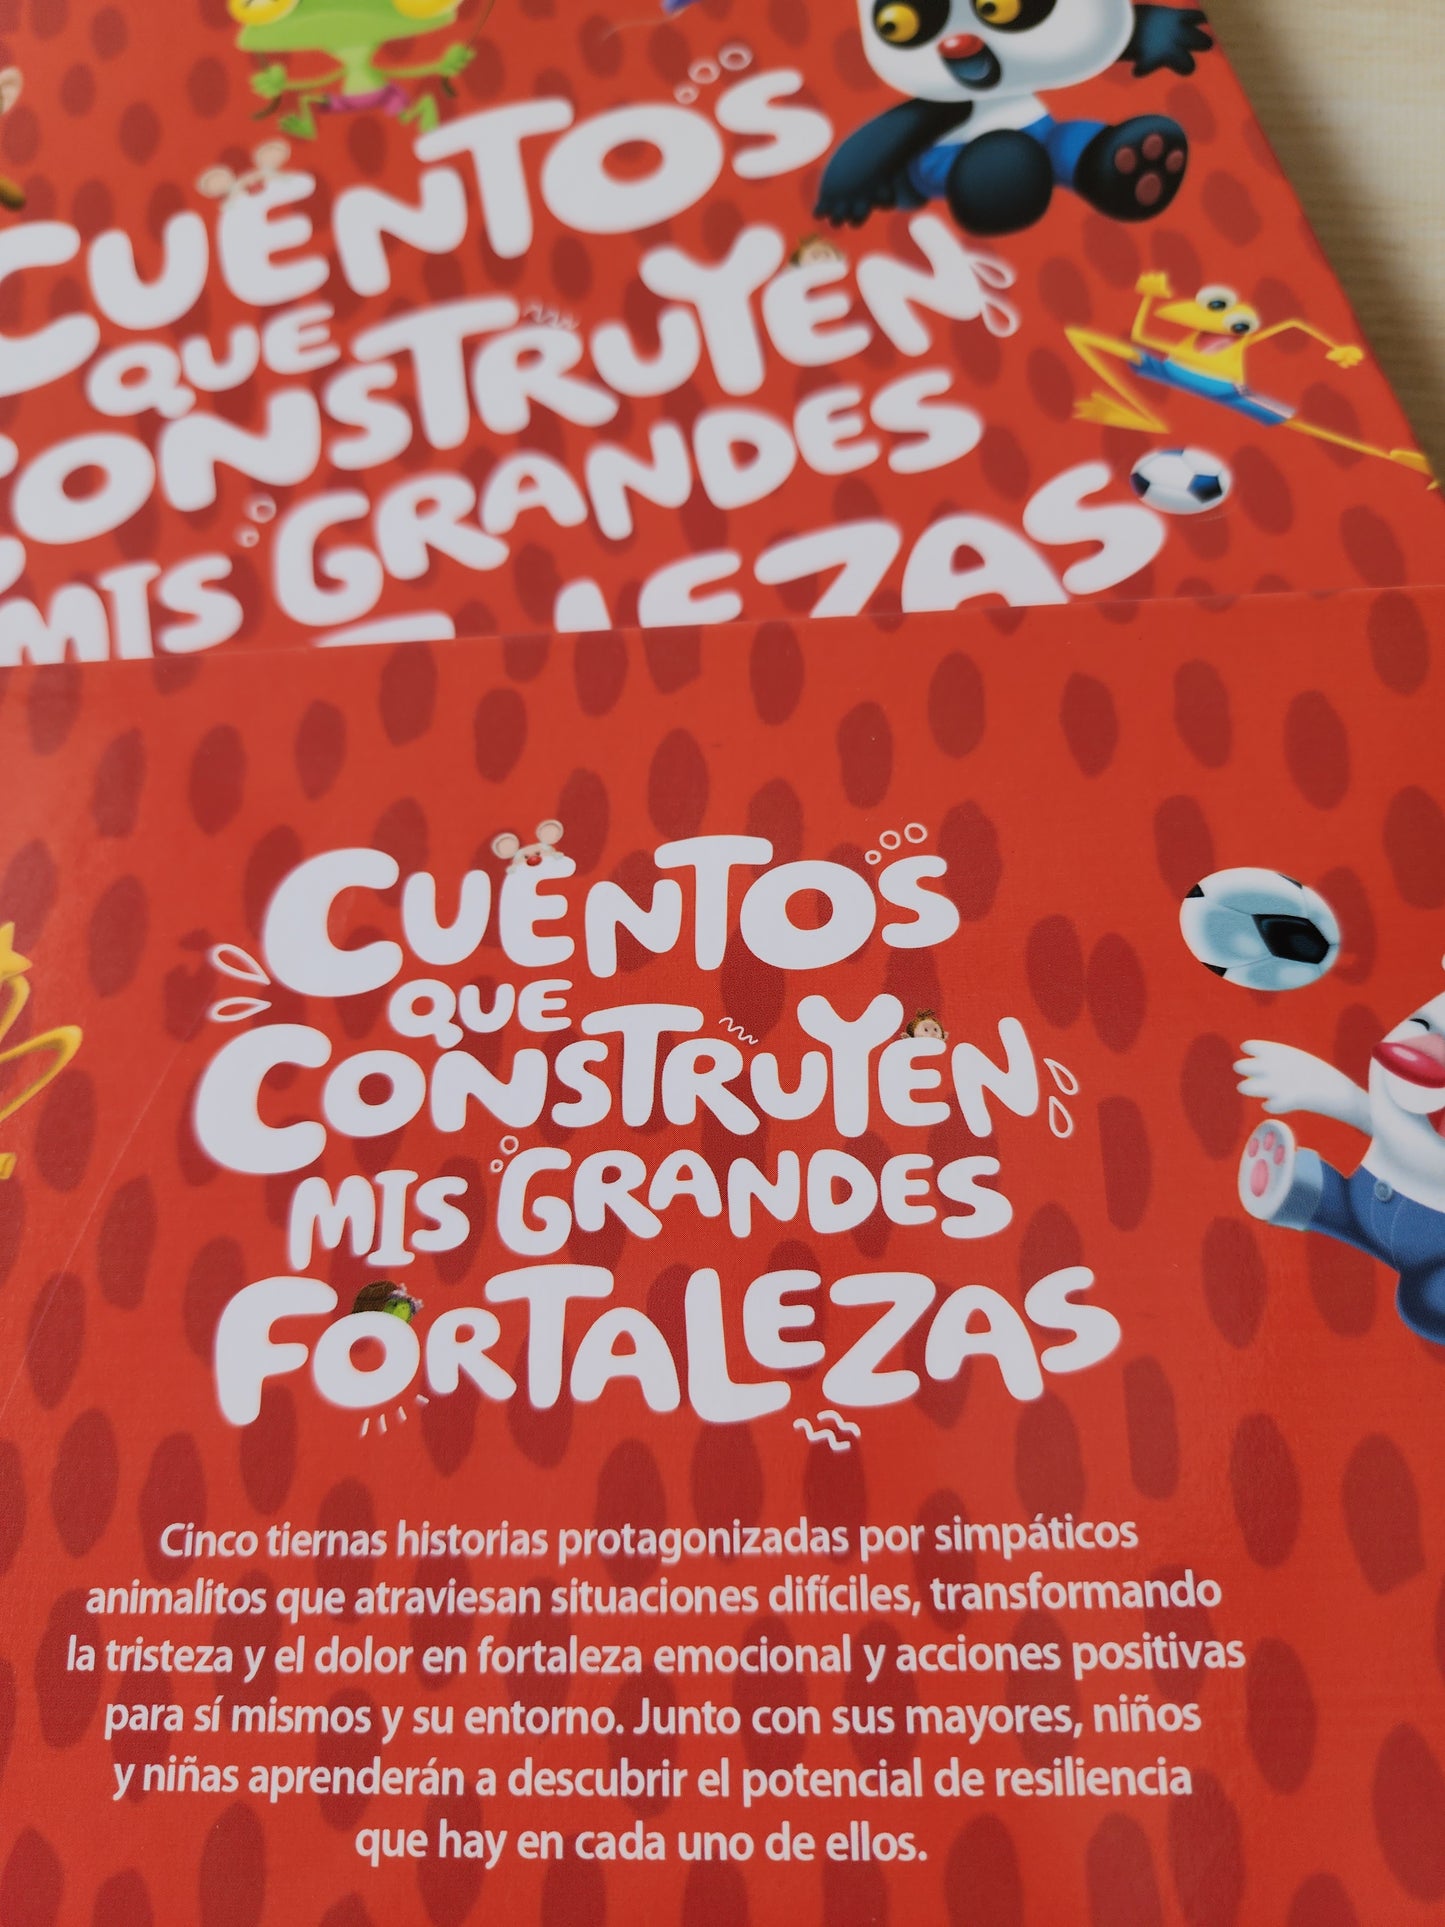 CUENTOS
QUE
CONSTRUYEN
MIS GRANDES
CUENTOS
QUE
CONSTRUYEN
MIS GRANDES
FORTALEZAS
Cinco tiernas historias protagonizadas por simpáticos
animalitos que atraviesan situaciones difíciles, transformando
la tristeza y el dolor en fortaleza emocional y acciones positivas
para sí mismos y su entorno. Junto con sus mayores, niños
y niñas aprenderán a descubrir el potencial de resiliencia
que hay en cada uno de ellos.